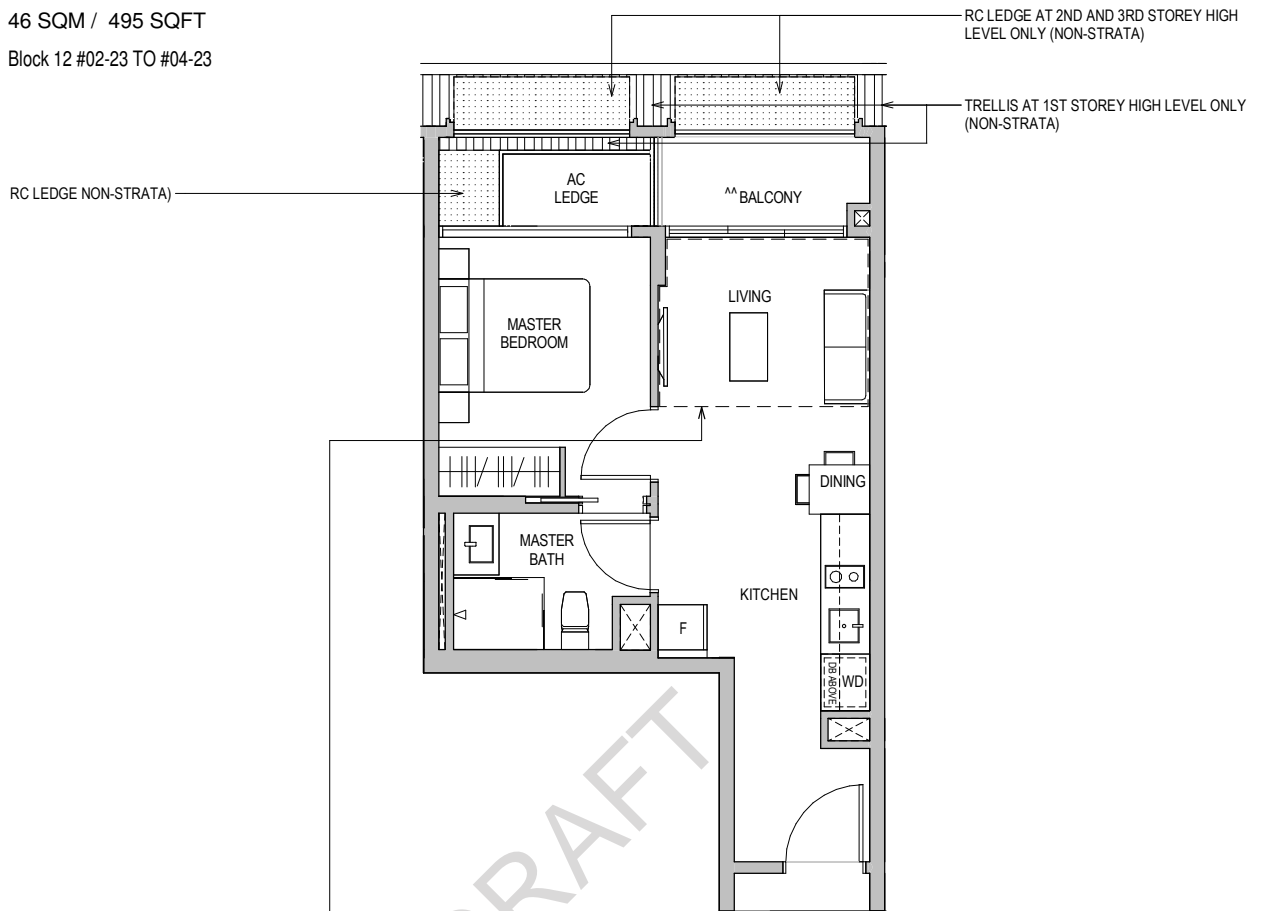 46 SQM / 495 SQFT
Block 12 #02-23 TO #04-23
RC LEDGE AT 2ND AND 3RD STOREY HIGH
LEVEL ONLY (NON-STRATA)
TRELLIS AT 1ST STOREY HIGH LEVEL ONLY
(NON-STRATA)
RC LEDGE NON-STRATA)
AC
LEDGE
^^ BALCONY
LIVING
MASTER
BEDROOM
DINING
MASTER
BATH
KITCHEN
F
DB ABOVE
WD
DRAFT